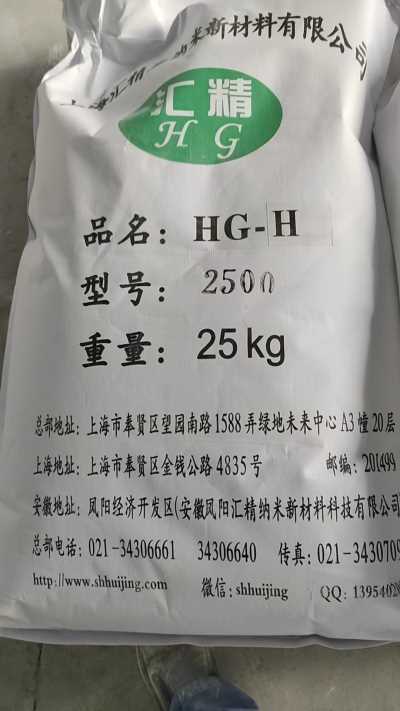 上海汇精亚纳米新材料有限公司
汇精
HG
品名: HG-H
型号: 2500
重量: 25kg
总部地址: 上海市奉贤区望园南路1588弄绿地未来中心A3幢20层
上海地址: 上海市奉贤区金钱公路4835号 邮编: 201499
安徽地址: 凤阳经济开发区(安徽凤阳汇精纳米新材料科技有限公司
总部电话: 021-34306661 34306640 传真: 021-3430709
http://www.shhuijing.com 微信: shhuijing QQ: 13954020